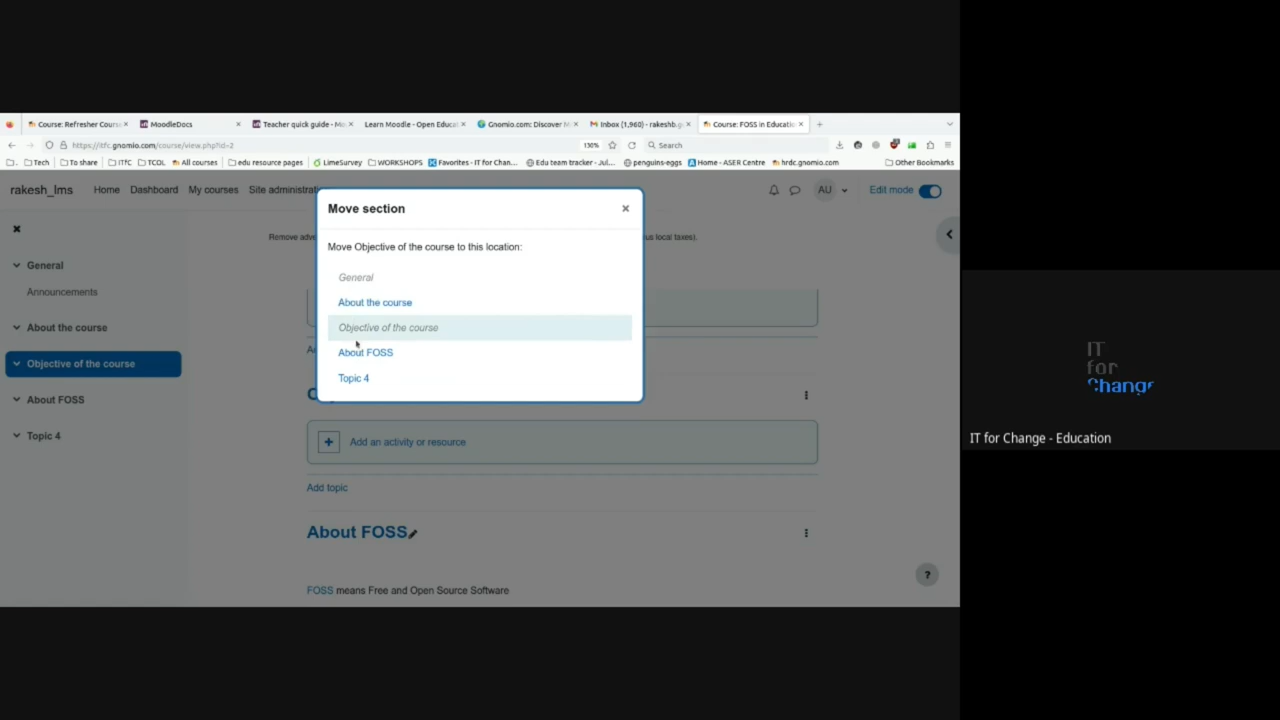 Course: Refresher Cours
MoodleDocs
Teacher quick guide - Mo
Learn Moodle - Open Educat
Gnomio.com: Discover M
Inbox (1,960) - rakeshb.g
Course: FOSS in Educatio
https://itfc.gnomio.com/course/view.php?id=2
130%
Search
Tech
To share
ITfC
TCOL
All courses
edu resource pages
LimeSurvey
WORKSHOPS
Favorites - IT for Chan...
Edu team tracker - Jul...
penguins-eggs
Home - ASER Centre
hrdc.gnomio.com
Other Bookmarks
rakesh_lms
Home
Dashboard
My courses
Site administrati
AU
Edit mode
Move section
Remove adve
us local taxes).
Move Objective of the course to this location:
General
About the course
Objective of the course
About FOSS
Topic 4
General
Announcements
About the course
Objective of the course
About FOSS
Topic 4
Add an activity or resource
Add topic
About FOSS
FOSS means Free and Open Source Software
?
IT
for
Change
IT for Change - Education